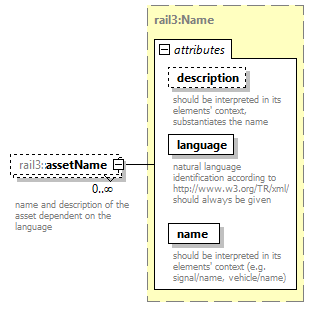 rail3:Name
attributes
description
should be interpreted in its
elements' context,
substantiates the name
language
natural language
identification according to
http://www.w3.org/TR/xml/
should always be given
name
should be interpreted in its
elements' context (e.g.
signal/name, vehicle/name)
rail3::assetName
0..∞
name and description of the
asset dependent on the
language